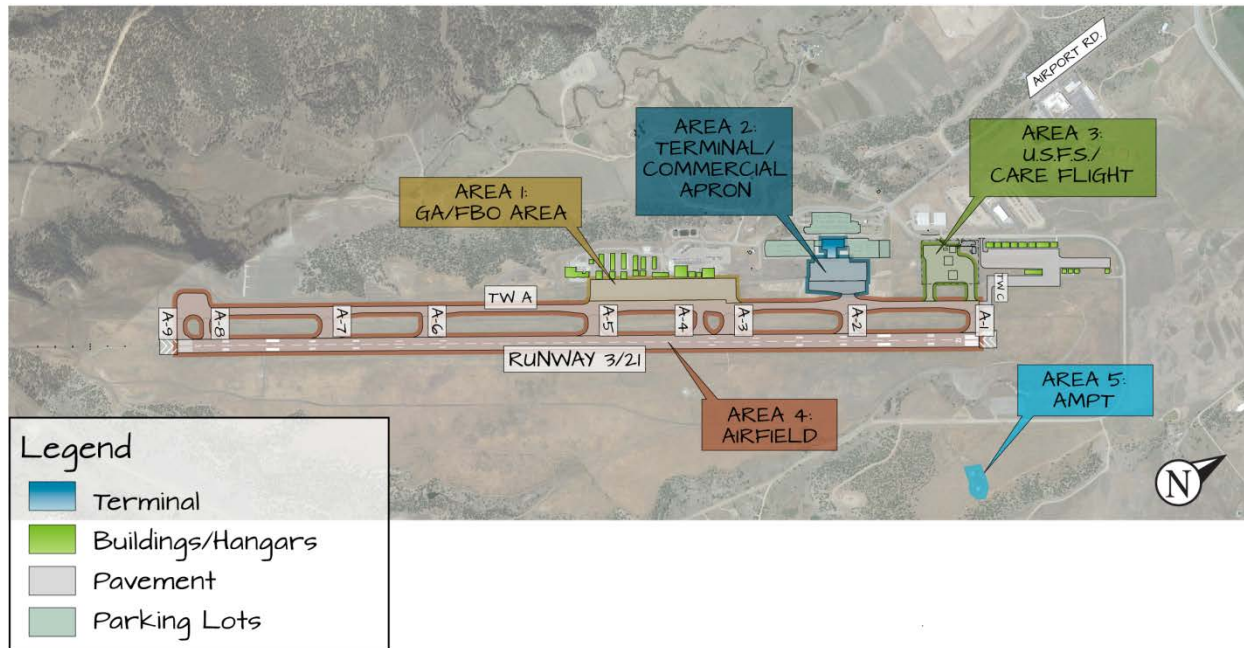 AIRPORT RD.
AREA 1:
GA/FBO AREA
AREA 2:
TERMINAL/
COMMERCIAL
APRON
AREA 3:
U.S.F.S./
CARE FLIGHT
TW A
TW C
A-9
A-8
A-7
A-6
A-5
A-4
A-3
A-2
A-1
RUNWAY 3/21
AREA 4:
AIRFIELD
AREA 5:
AMPT
N
Legend
Terminal
Buildings/Hangars
Pavement
Parking Lots